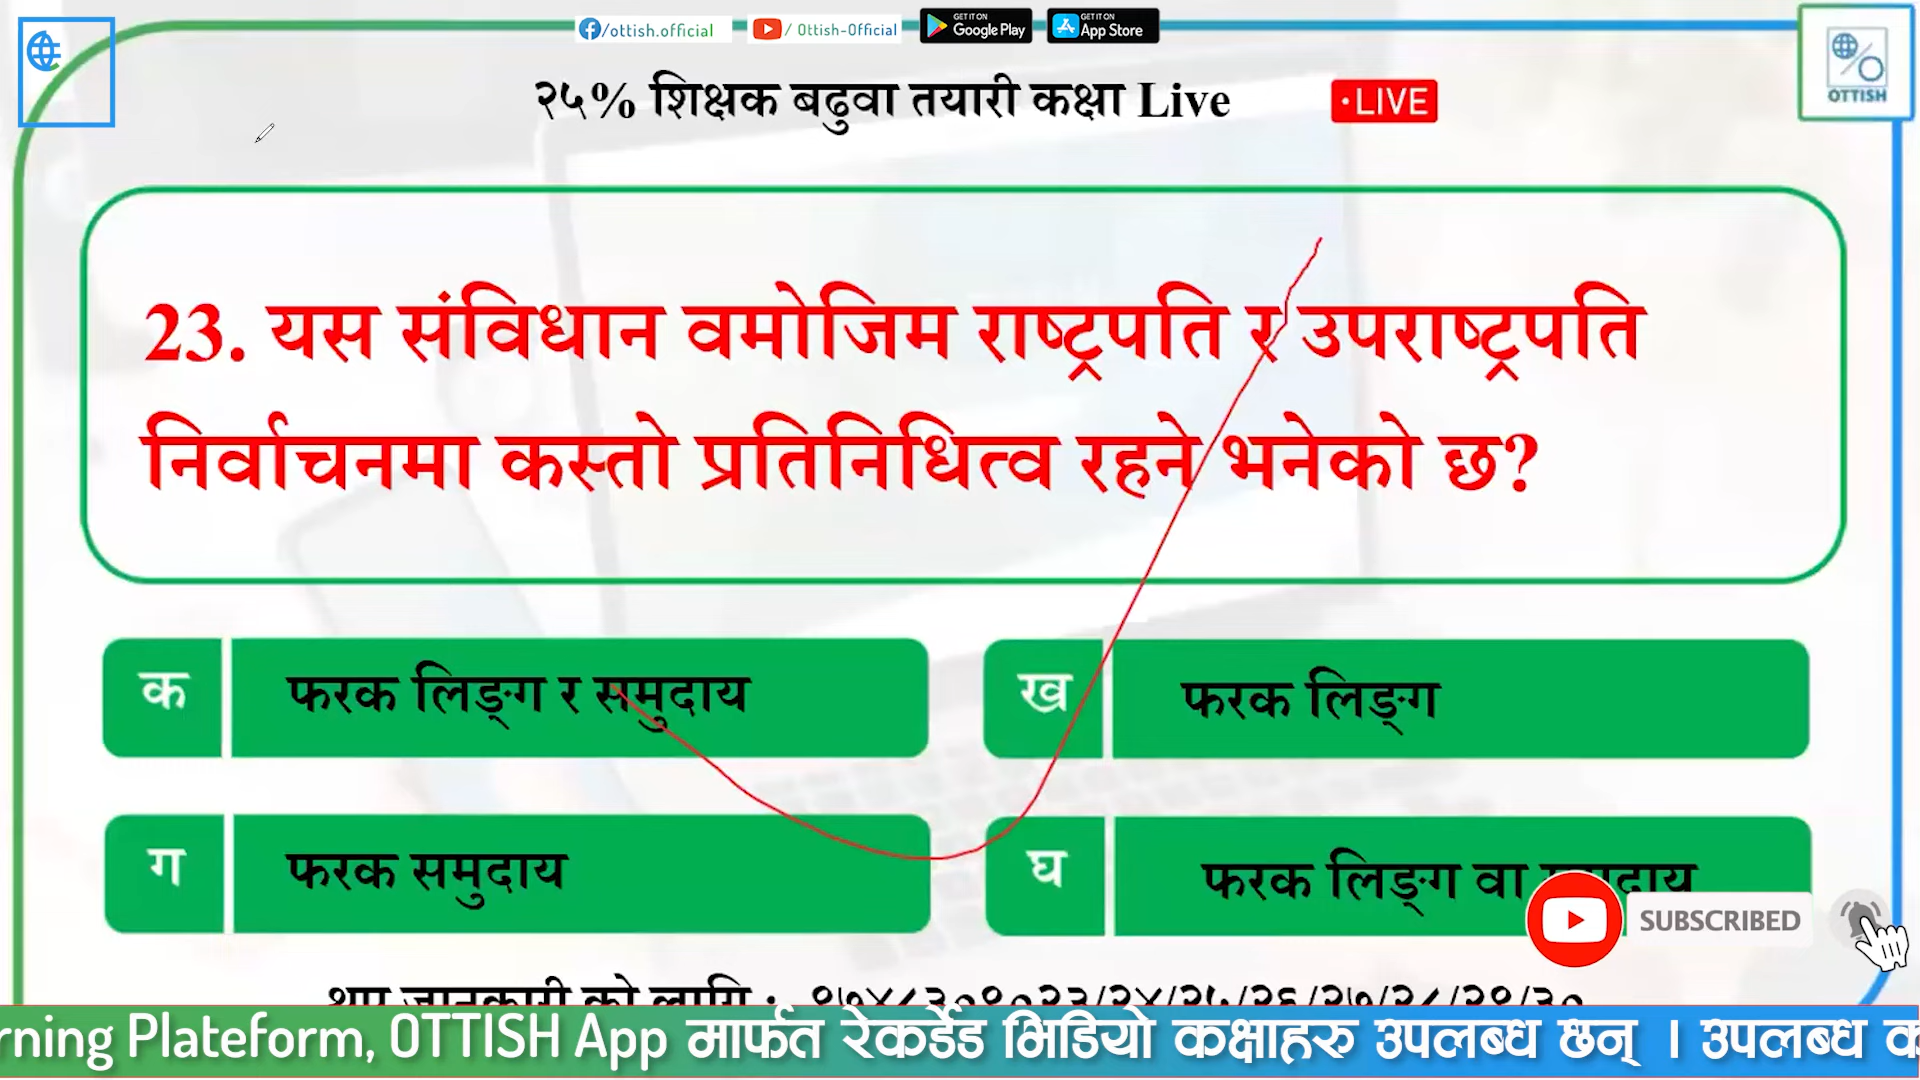 /ottish.official
/ Ottish-Official
GET IT ON
Google Play
GET IT ON
App Store
२५% शिक्षक बढुवा तयारी कक्षा Live
·LIVE
OTTISH
23. यस संविधान वमोजिम राष्ट्रपति र उपराष्ट्रपति
निर्वाचनमा कस्तो प्रतिनिधित्व रहने भनेको छ?
क फरक लिङ्ग र समुदाय
ख फरक लिङ्ग
ग फरक समुदाय
घ फरक लिङ्ग वा
SUBSCRIBED
थप जानकारी को लागि :
rning Plateform, OTTISH App मार्फत रेकर्डेड भिडियो कक्षाहरु उपलब्ध छन् । उपलब्ध